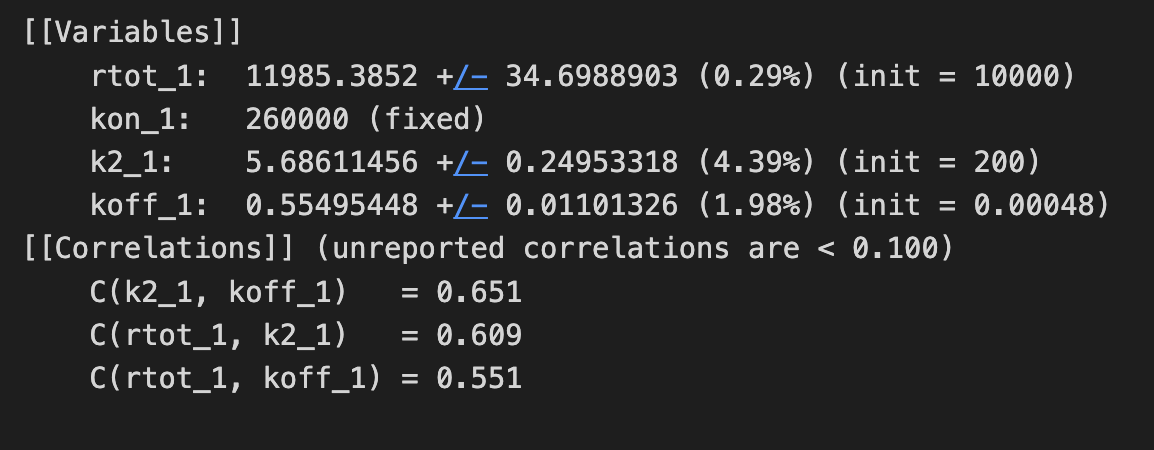 [[Variables]]
    rtot_1:  11985.3852 +/- 34.6988903 (0.29%) (init = 10000)
    kon_1:   260000 (fixed)
    k2_1:    5.68611456 +/- 0.24953318 (4.39%) (init = 200)
    koff_1:  0.55495448 +/- 0.01101326 (1.98%) (init = 0.00048)
[[Correlations]] (unreported correlations are < 0.100)
    C(k2_1, koff_1)   = 0.651
    C(rtot_1, k2_1)   = 0.609
    C(rtot_1, koff_1) = 0.551